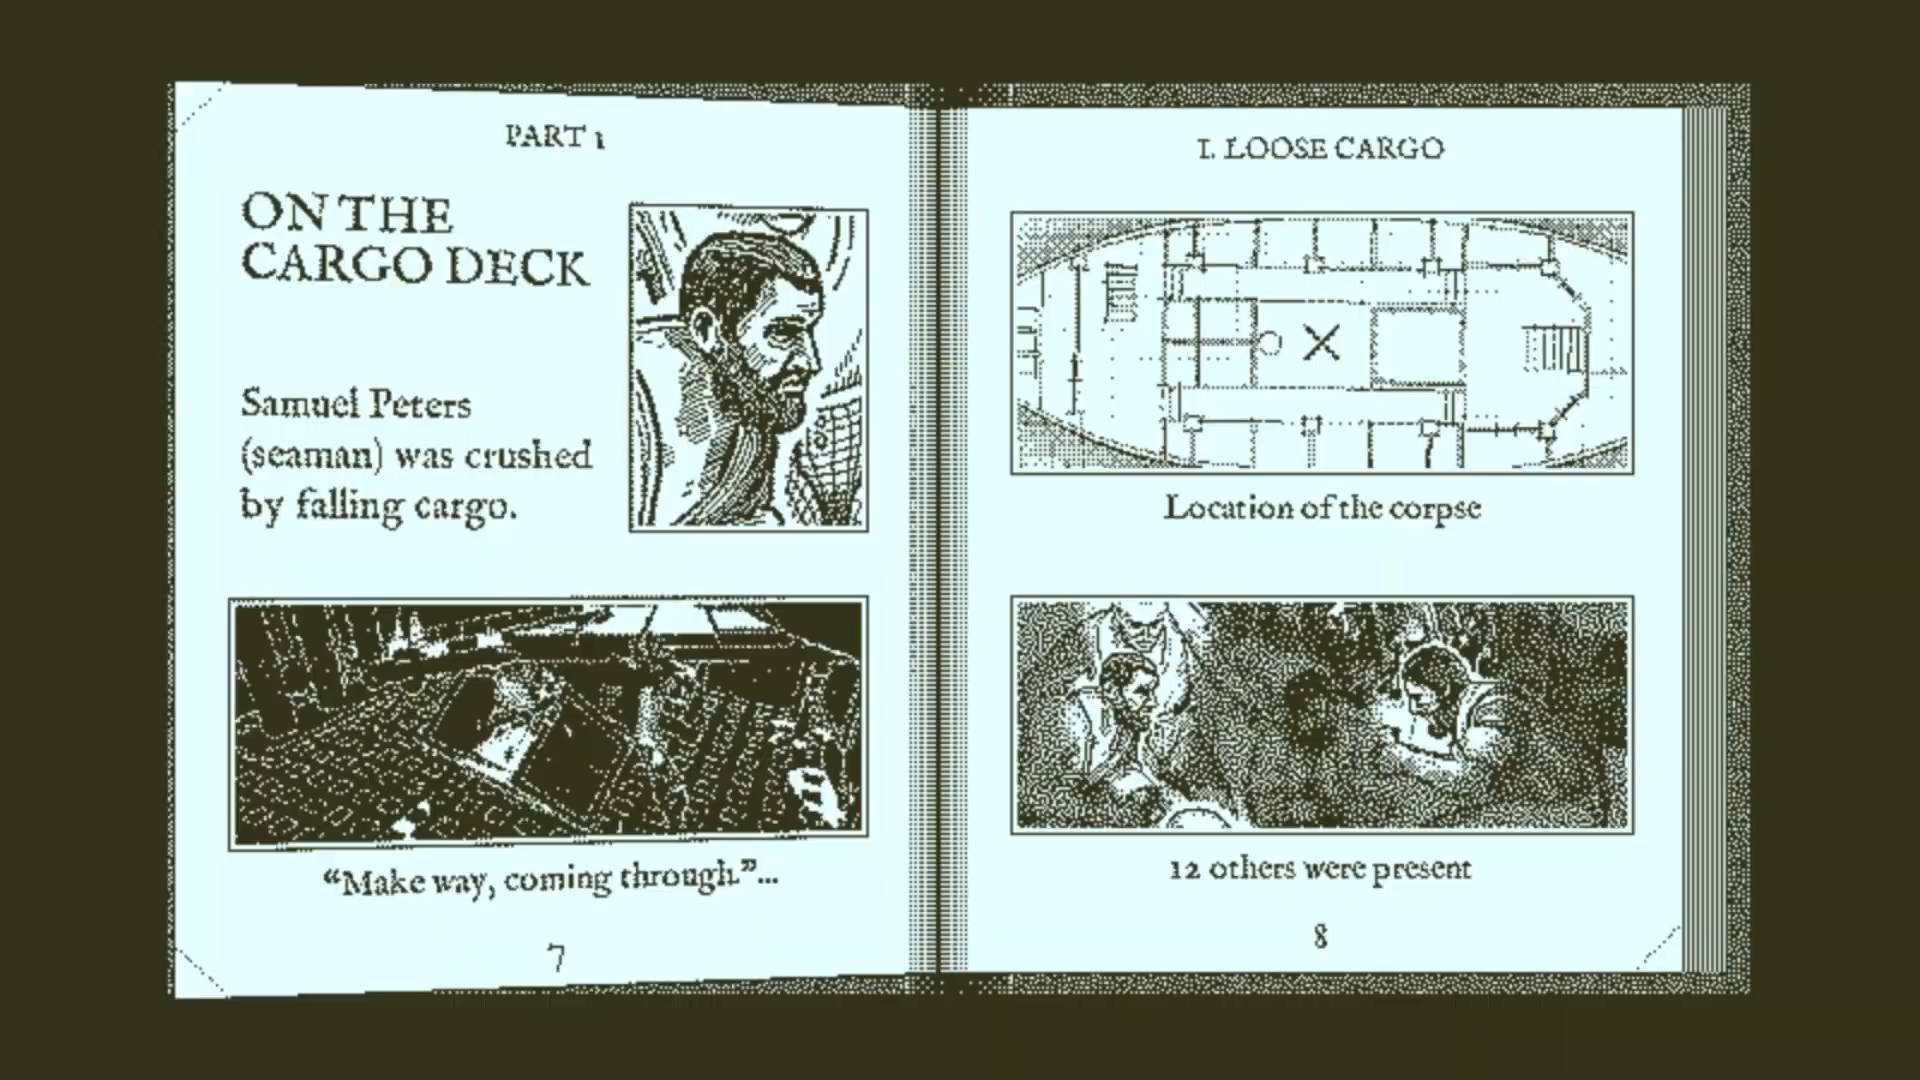 PART 1
ON THE
CARGO DECK
Samuel Peters
(seaman) was crushed
by falling cargo.
“Make way, coming through.”...
7
I. LOOSE CARGO
Location of the corpse
12 others were present
8